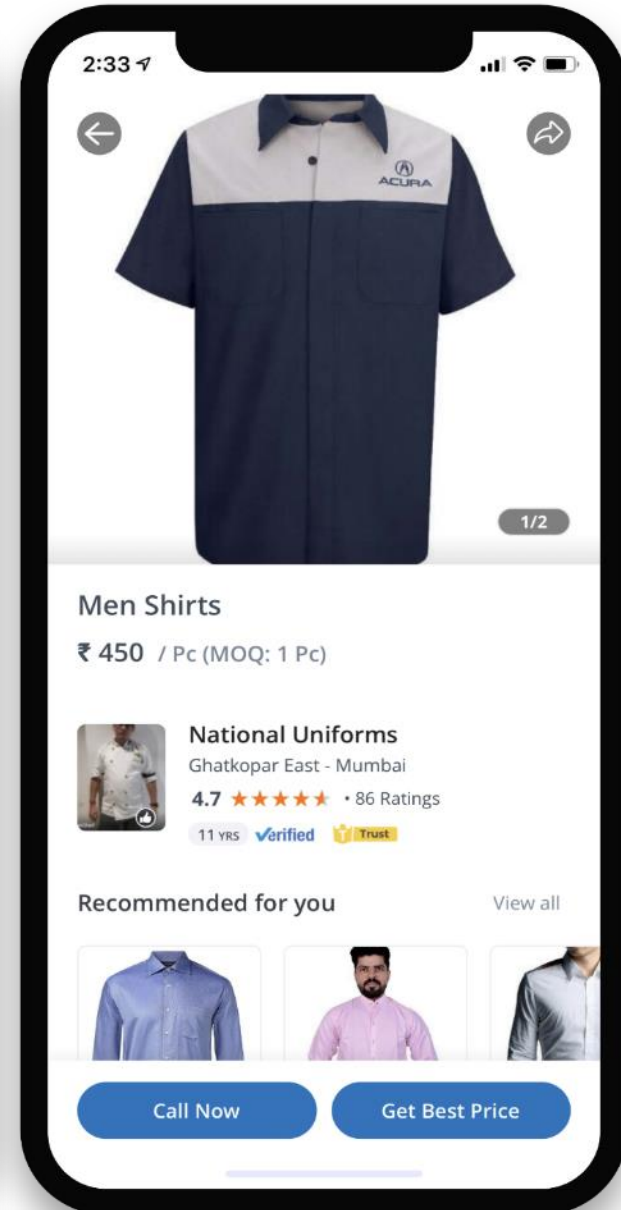 2:33
ACURA
1/2
Men Shirts
₹ 450 / Pc (MOQ: 1 Pc)
National Uniforms
Ghatkopar East - Mumbai
4.7 • 86 Ratings
11 YRS Verified T Trust
Recommended for you View all
Call Now Get Best Price